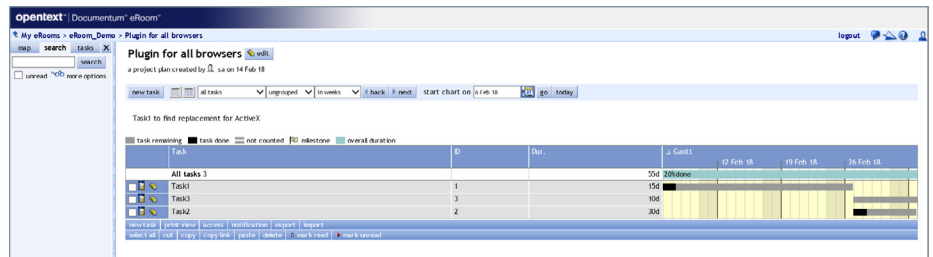 opentext™ | Documentum™ eRoom™
My eRooms > eRoom_Demo > Plugin for all browsers logout
map search tasks X
search
unread more options
Plugin for all browsers edit
a project plan created by sa on 14 Feb 18
new task all tasks ungrouped in weeks back next start chart on 6 Feb 18 go today
Task1 to find replacement for ActiveX
task remaining task done not counted milestone overall duration
Task ID Dur. Gantt
12 Feb 18 19 Feb 18 26 Feb 18
All tasks 3 55d 20%done
Task1 1 15d
Task3 3 10d
Task2 2 30d
new task print view access notification export import
select all cut copy copy link paste delete mark read mark unread